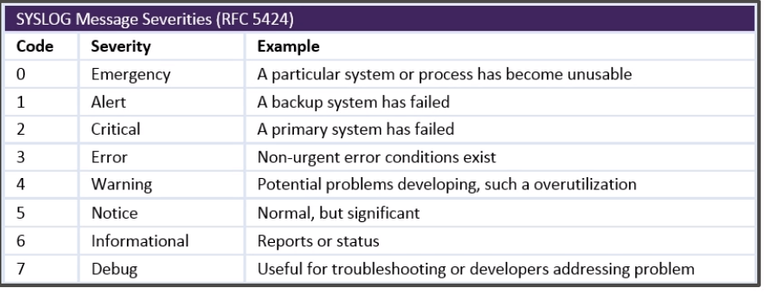 SYSLOG Message Severities (RFC 5424)
Code Severity Example
0 Emergency A particular system or process has become unusable
1 Alert A backup system has failed
2 Critical A primary system has failed
3 Error Non-urgent error conditions exist
4 Warning Potential problems developing, such a overutilization
5 Notice Normal, but significant
6 Informational Reports or status
7 Debug Useful for troubleshooting or developers addressing problem